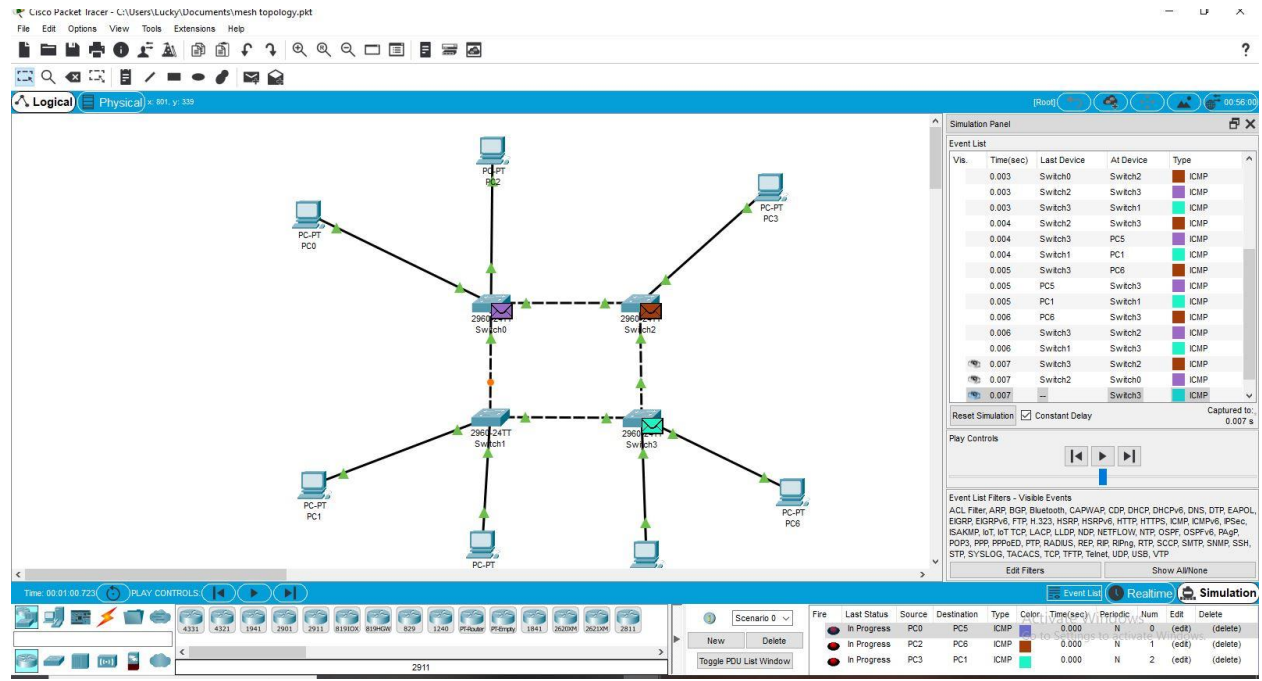 Cisco Packet Tracer - C:\Users\Lucky\Documents\mesh topology.pkt
File Edit Options View Tools Extensions Help
?
Logical Physical x: 801, y: 339 [Root] 00:56:00
Simulation Panel
Event List
Vis. Time(sec) Last Device At Device Type
0.003 Switch0 Switch2 ICMP
0.003 Switch2 Switch3 ICMP
0.003 Switch3 Switch1 ICMP
0.004 Switch2 Switch3 ICMP
0.004 Switch3 PC5 ICMP
0.004 Switch1 PC1 ICMP
0.005 Switch3 PC6 ICMP
0.005 PC5 Switch3 ICMP
0.005 PC1 Switch1 ICMP
0.006 PC6 Switch3 ICMP
0.006 Switch3 Switch2 ICMP
0.006 Switch1 Switch3 ICMP
0.007 Switch3 Switch2 ICMP
0.007 Switch2 Switch0 ICMP
0.007 -- Switch3 ICMP
Reset Simulation Constant Delay Captured to:
0.007 s
Play Controls
Event List Filters - Visible Events
ACL Filter, ARP, BGP, Bluetooth, CAPWAP, CDP, DHCP, DHCPv6, DNS, DTP, EAPOL,
EIGRP, EIGRPv6, FTP, H.323, HSRP, HSRPv6, HTTP, HTTPS, ICMP, ICMPv6, IPSec,
ISAKMP, IoT, IoT TCP, LACP, LLDP, NDP, NETFLOW, NTP, OSPF, OSPFv6, PAgP,
POP3, PPP, PPPoED, PTP, RADIUS, REP, RIP, RIPng, RTP, SCCP, SMTP, SNMP, SSH,
STP, SYSLOG, TACACS, TCP, TFTP, Telnet, UDP, USB, VTP
Edit Filters Show All/None
PC-PT
PC2
PC-PT
PC3
PC-PT
PC0
2960-24TT
Switch0
2960-24TT
Switch2
2960-24TT
Switch1
2960-24TT
Switch3
PC-PT
PC1
PC-PT
PC6
PC-PT
Time: 00:01:00.723 PLAY CONTROLS: Event List Realtime Simulation
4331 4321 1941 2901 2911 819IOX 819HGW 829 1240 PT-Router PT-Empty 1841 2620XM 2621XM 2811
2911
Scenario 0
New Delete
Toggle PDU List Window
Fire Last Status Source Destination Type Color Time(sec) Periodic Num Edit Delete
In Progress PC0 PC5 ICMP 0.000 N 0 (edit) (delete)
In Progress PC2 PC6 ICMP 0.000 N 1 (edit) (delete)
In Progress PC3 PC1 ICMP 0.000 N 2 (edit) (delete)
Activate Windows
Go to Settings to activate Windows.